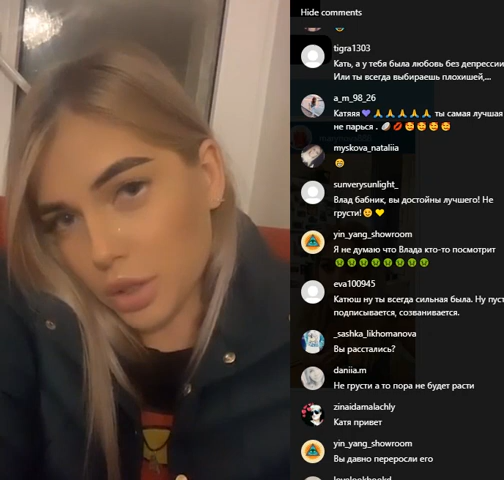 Hide comments
tigra1303
Кать, а у тебя была любовь без депрессии
Или ты всегда выбираешь плохишей,...
a_m_98_26
Катяяя💜🙏🙏🙏🙏🙏 ты самая лучшая
не парься .
myskova_nataliia
😁
sunverysunlight_
Влад бабник, вы достойны лучшего! Не
грусти!😉💛
yin_yang_showroom
Я не думаю что Влада кто-то посмотрит
🤢🤢🤢🤢🤢🤢🤢🤢
eva100945
Катюш ну ты всегда сильная была. Ну пуст
подписывается, созванивается.
_sashka_likhomanova
Вы расстались?
daniia.m
Не грусти а то пора не будет расти
zinaidamalachly
Катя привет
yin_yang_showroom
Вы давно переросли его